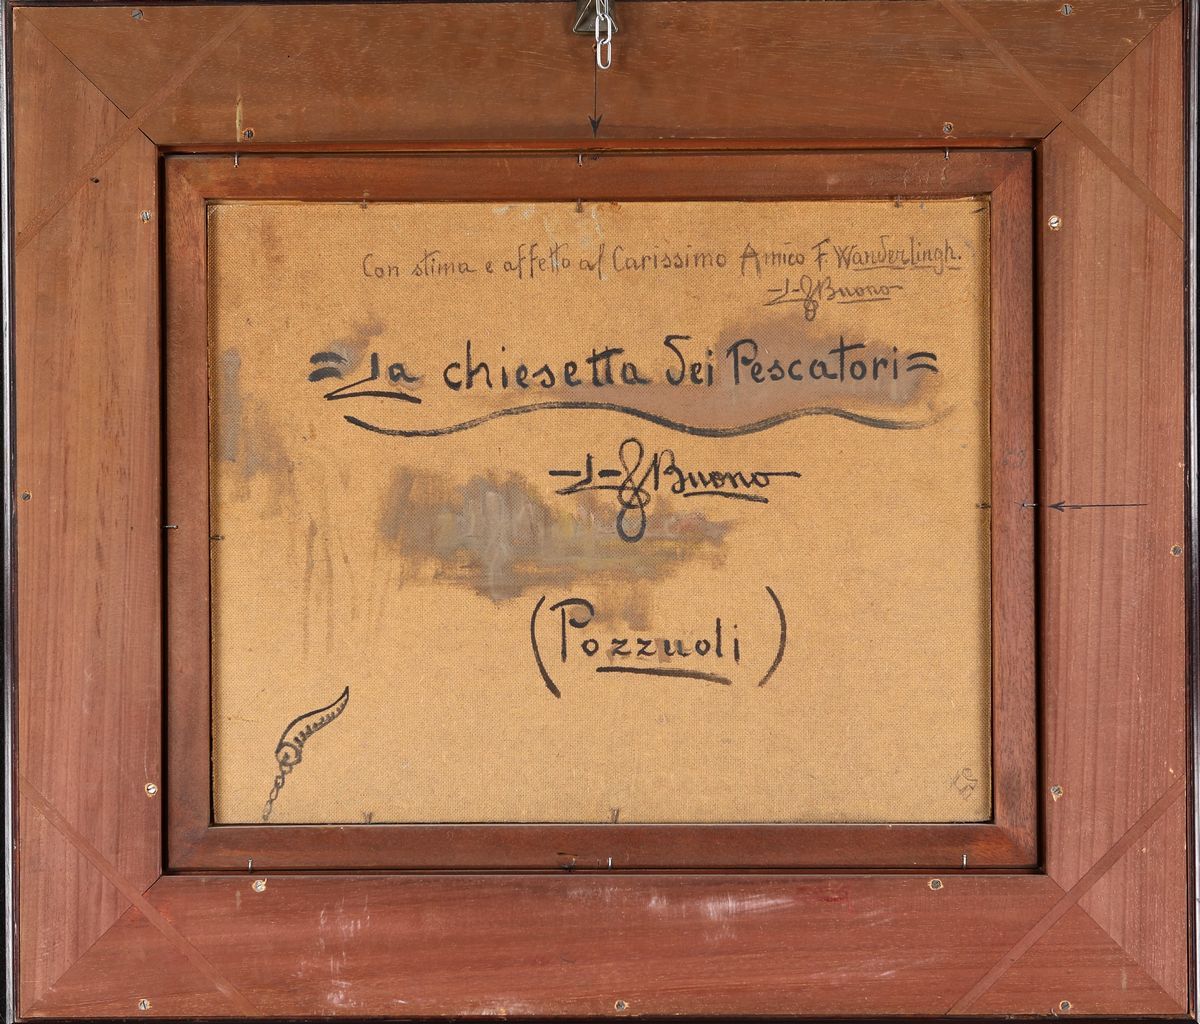 Con stima e affetto al Carissimo Amico F. Wanderlingh.
Buono
= La chiesetta dei Pescatori =
Buono
(Pozzuoli)